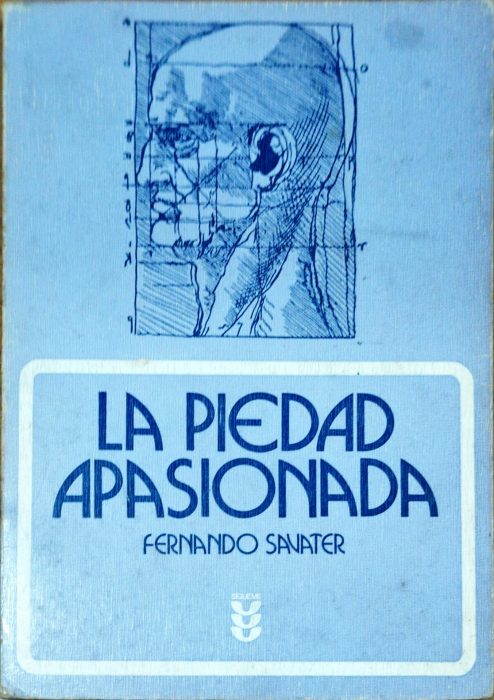 LA PIEDAD
APASIONADA
FERNANDO SAVATER
SIGUEME